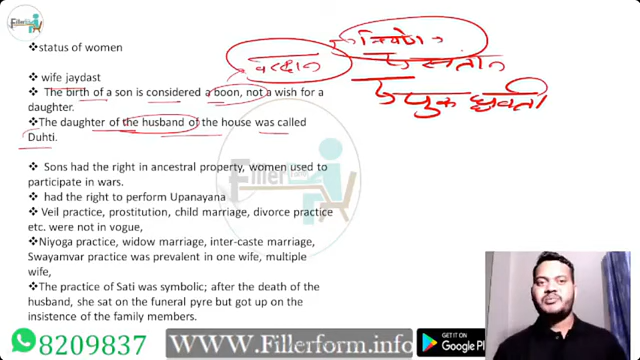 Fillerform
status of women
वरदान
नियोग
संतान
❖ wife jaydast
❖ The birth of a son is considered a boon, not a wish for a
daughter.
❖The daughter of the husband of the house was called
Duhti.
❖ Sons had the right in ancestral property, women used to
participate in wars.
❖ had the right to perform Upanayana
❖ Veil practice, prostitution, child marriage, divorce practice
etc. were not in vogue,
❖Niyoga practice, widow marriage, inter-caste marriage,
Swayamvar practice was prevalent in one wife, multiple
wife,
❖The practice of Sati was symbolic; after the death of the
husband, she sat on the funeral pyre but got up on the
insistence of the family members.
8209837
www.Fillerform.info
GET IT ON
Google Pl